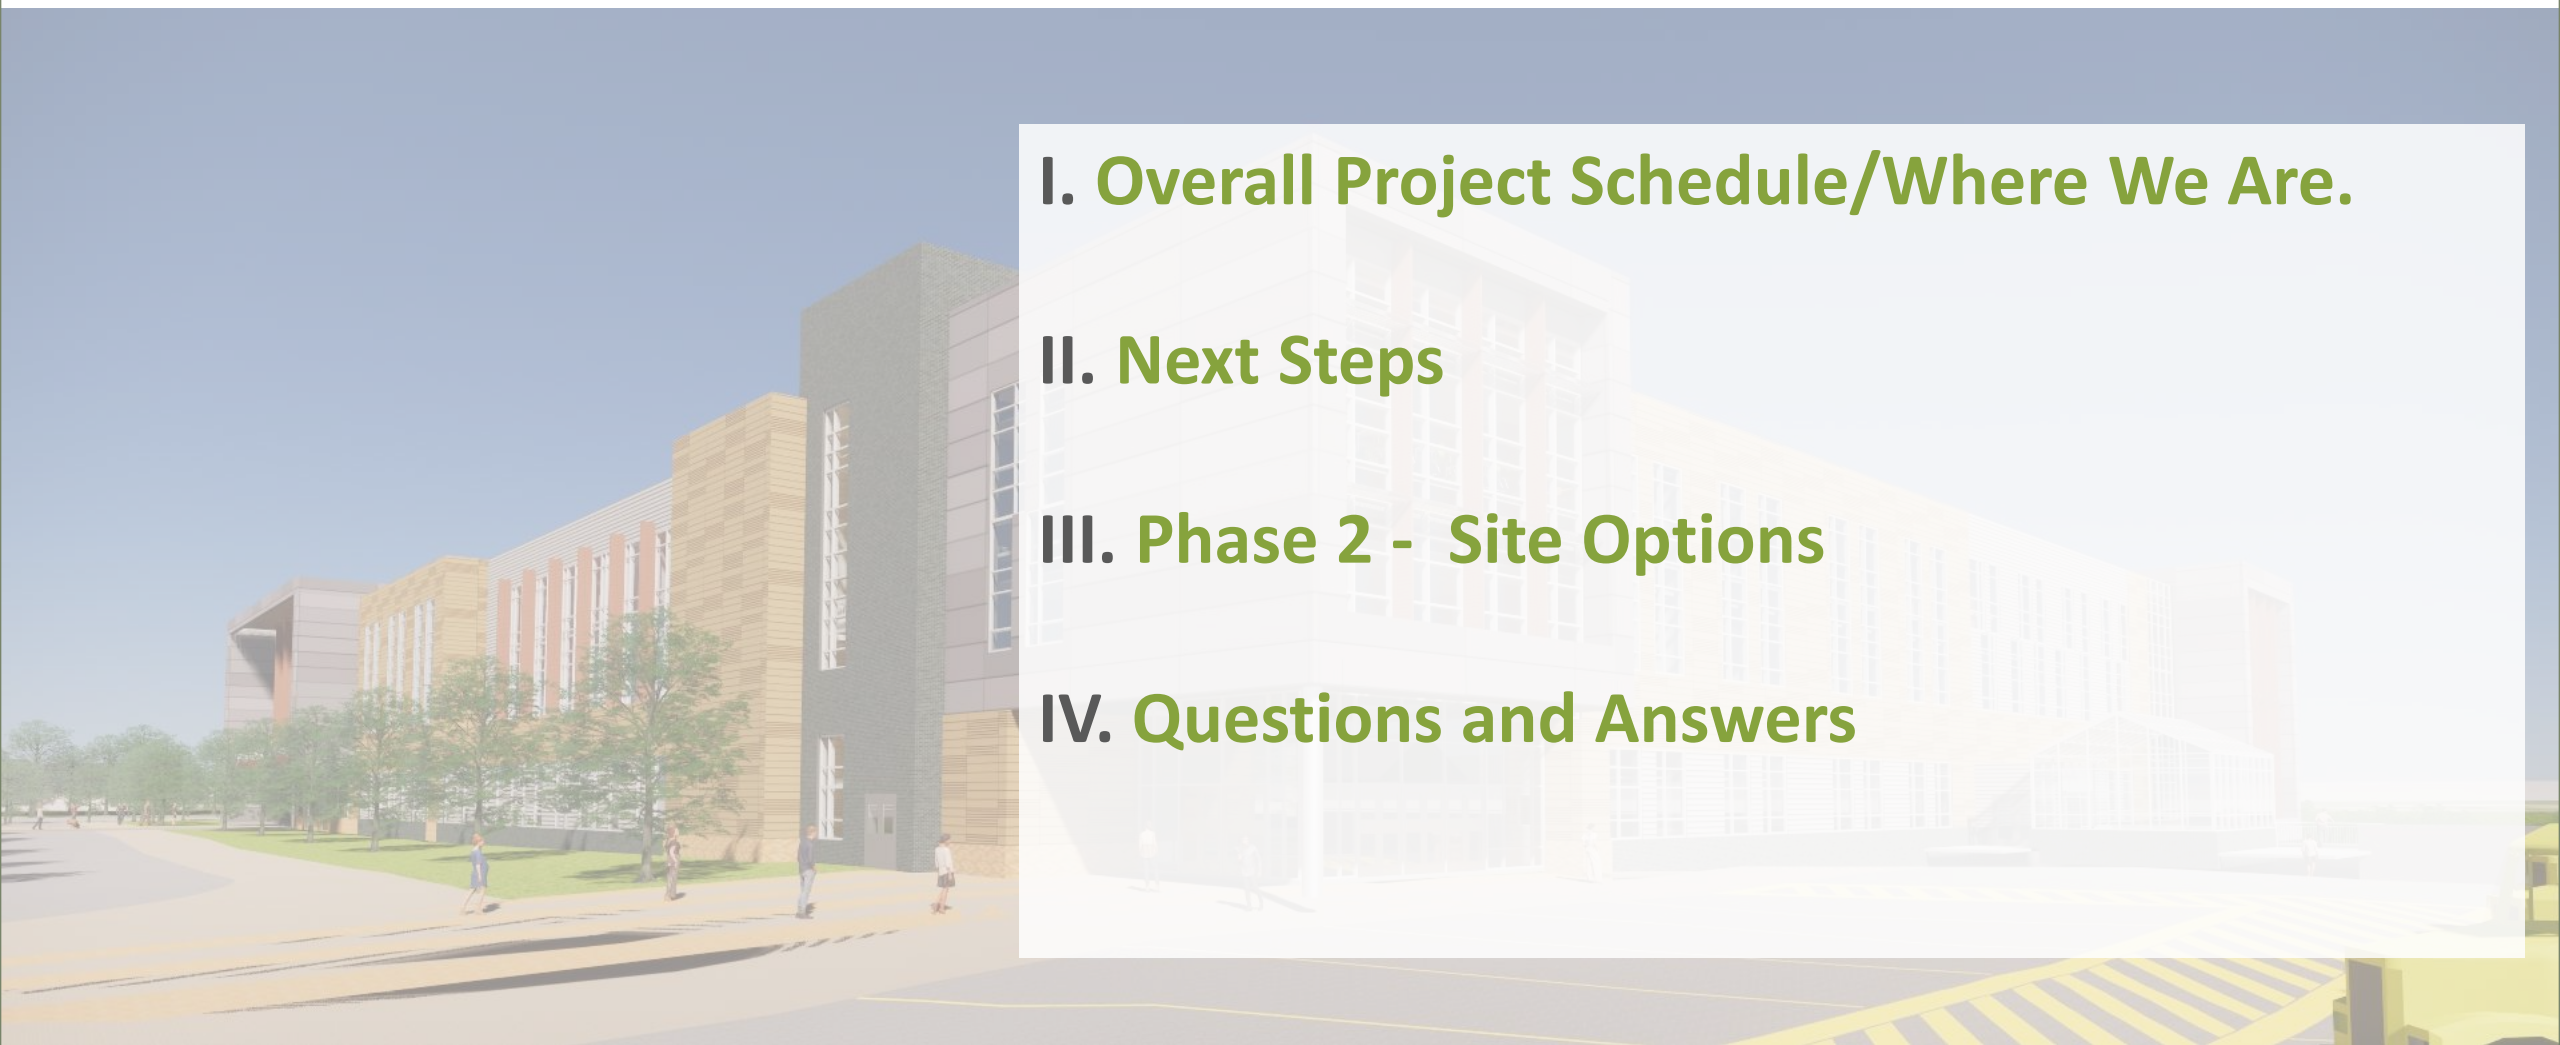 I. Overall Project Schedule/Where We Are.
II. Next Steps
III. Phase 2 -  Site Options
IV. Questions and Answers